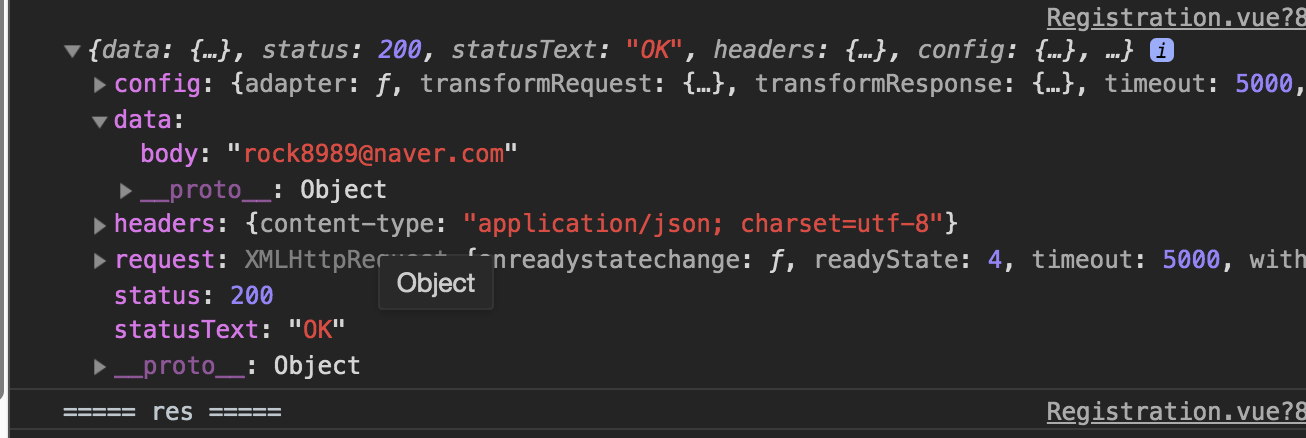 Registration.vue?8
▼{data: {…}, status: 200, statusText: "OK", headers: {…}, config: {…}, …} i
▶config: {adapter: ƒ, transformRequest: {…}, transformResponse: {…}, timeout: 5000,
▼data:
body: "rock8989@naver.com"
▶__proto__: Object
▶headers: {content-type: "application/json; charset=utf-8"}
▶request: XMLHttpRequest {onreadystatechange: ƒ, readyState: 4, timeout: 5000, with
Object
status: 200
statusText: "OK"
▶__proto__: Object
===== res ===== Registration.vue?8